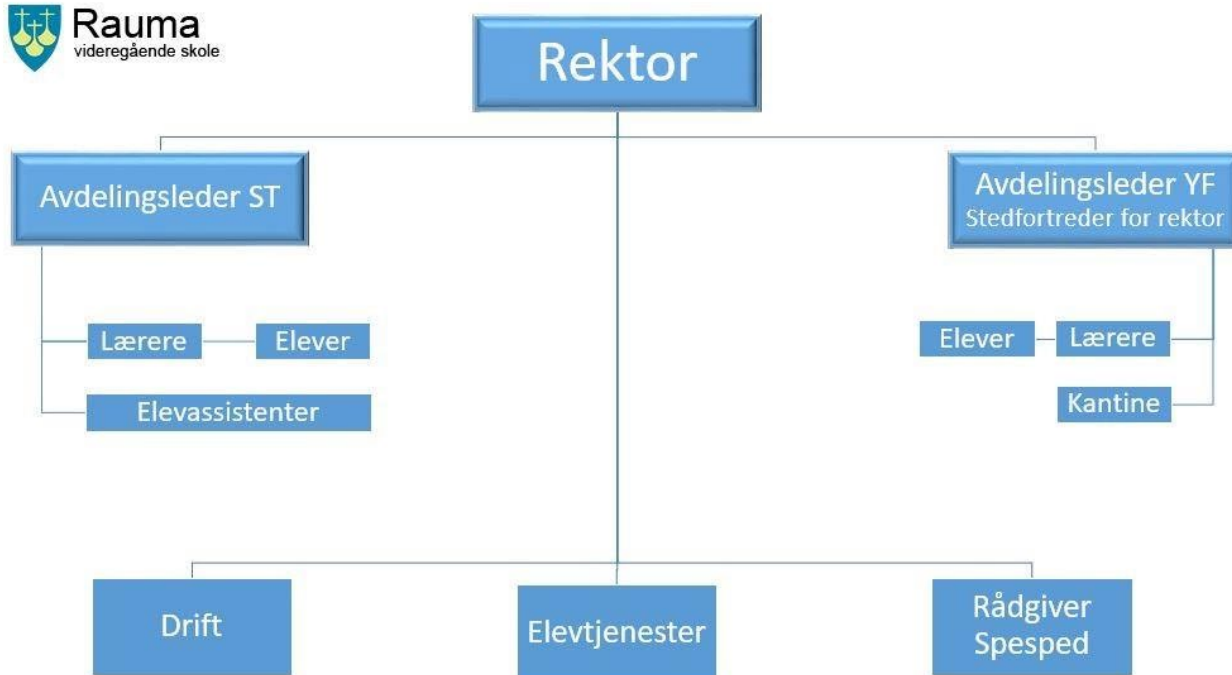 Rauma
videregående skole
Rektor
Avdelingsleder ST
Avdelingsleder YF
Stedfortreder for rektor
Lærere
Elever
Elevassistenter
Elever
Lærere
Kantine
Drift
Elevtjenester
Rådgiver
Spesped